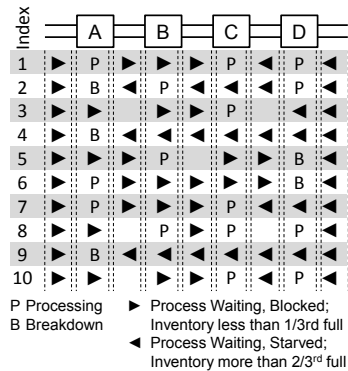 Index
A B C D
1 ▶ P ▶ ▶ ▶ P ◀ P ◀
2 ▶ B ◀ P ◀ ◀ ◀ P ◀
3 ▶ ▶ ▶ ▶ P ◀ ◀
4 ▶ B ◀ ◀ ◀ ◀ ◀ ◀ ◀
5 ▶ ▶ ▶ P ▶ ▶ B ◀
6 ▶ P ▶ ▶ ▶ ▶ ▶ B ◀
7 ▶ P ▶ ▶ ▶ P ◀ ◀ ◀
8 ▶ ▶ P ▶ P P ◀
9 ▶ B ◀ ◀ ◀ ◀ ◀ ◀ ◀
10 ▶ ▶ ▶ ▶ P ◀ P ◀
P Processing
B Breakdown
▶ Process Waiting, Blocked;
Inventory less than 1/3rd full
◀ Process Waiting, Starved;
Inventory more than 2/3rd full